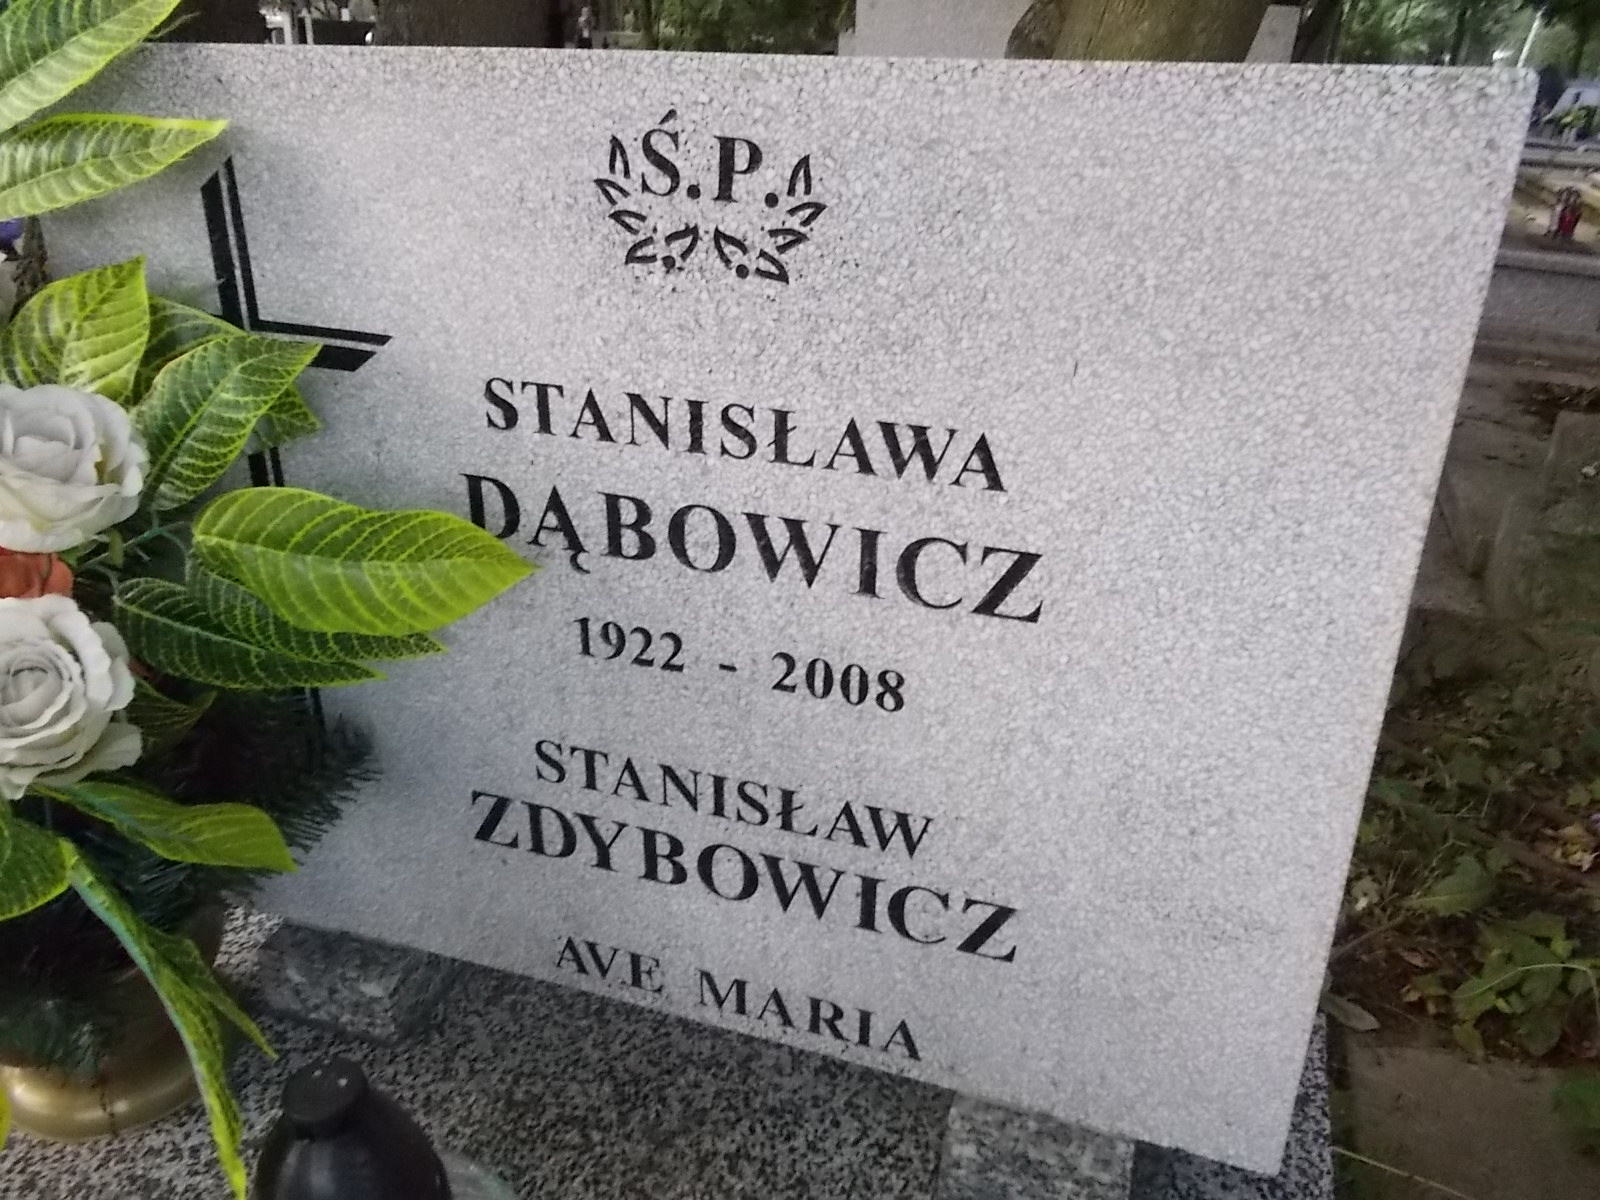 Ś.P.
STANISŁAWA
DĄBOWICZ
1922 - 2008
STANISŁAW
ZDYBOWICZ
AVE MARIA